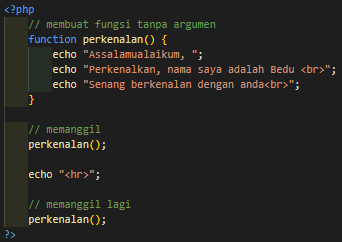 <?php
    // membuat fungsi tanpa argumen
    function perkenalan() {
        echo "Assalamualaikum, ";
        echo "Perkenalkan, nama saya adalah Bedu <br>";
        echo "Senang berkenalan dengan anda<br>";
    }

    // memanggil
    perkenalan();

    echo "<hr>";

    // memanggil lagi
    perkenalan();
?>